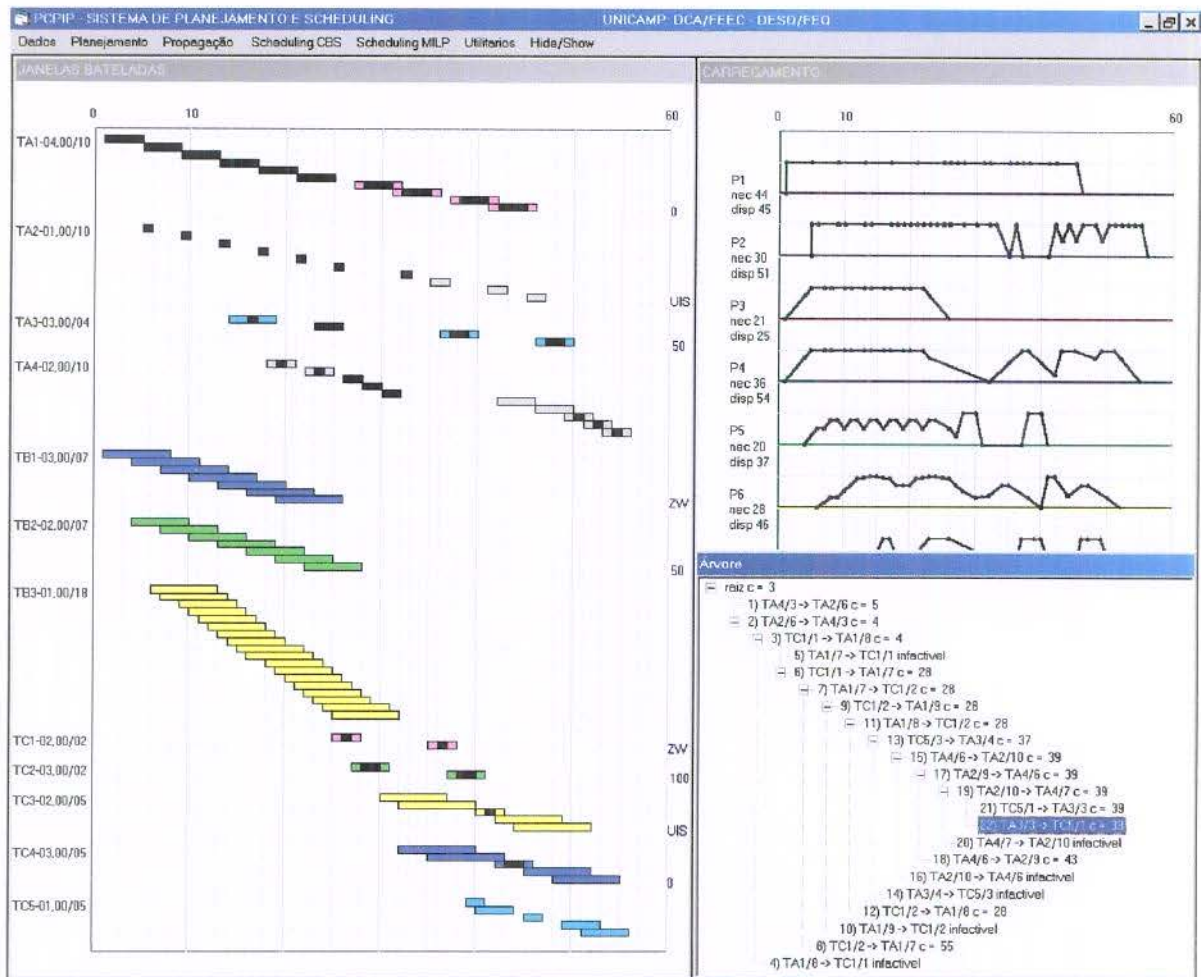 PCPIP - SISTEMA DE PLANEJAMENTO E SCHEDULING UNICAMP: DCA/FEEC - DESQ/FEQ
Dados Planejamento Propagação Scheduling CBS Scheduling MILP Utilitarios Hide/Show
JANELAS BATELADAS
0 10 60
TA1-04,00/10
0
TA2-01,00/10
UIS
TA3-03,00/04
50
TA4-02,00/10
TB1-03,00/07
ZW
TB2-02,00/07
50
TB3-01,00/18
TC1-02,00/02
ZW
TC2-03,00/02
100
TC3-02,00/05
UIS
TC4-03,00/05
0
TC5-01,00/05
CARREGAMENTO
0 10 60
P1
nec 44
disp 45
P2
nec 30
disp 51
P3
nec 21
disp 25
P4
nec 36
disp 54
P5
nec 20
disp 37
P6
nec 28
disp 46
Árvore
raiz c = 3
1) TA4/3 -> TA2/6 c = 5
2) TA2/6 -> TA4/3 c = 4
3) TC1/1 -> TA1/8 c = 4
5) TA1/7 -> TC1/1 infactivel
6) TC1/1 -> TA1/7 c = 28
7) TA1/7 -> TC1/2 c = 28
9) TC1/2 -> TA1/9 c = 28
11) TA1/8 -> TC1/2 c = 28
13) TC5/3 -> TA3/4 c = 37
15) TA4/6 -> TA2/10 c = 39
17) TA2/9 -> TA4/6 c = 39
19) TA2/10 -> TA4/7 c = 39
21) TC5/1 -> TA3/3 c = 39
22) TA3/3 -> TC5/1 c = 39
20) TA4/7 -> TA2/10 infactivel
18) TA4/6 -> TA2/9 c = 43
16) TA2/10 -> TA4/6 infactivel
14) TA3/4 -> TC5/3 infactivel
12) TC1/2 -> TA1/8 c = 28
10) TA1/9 -> TC1/2 infactivel
8) TC1/2 -> TA1/7 c = 55
4) TA1/8 -> TC1/1 infactivel